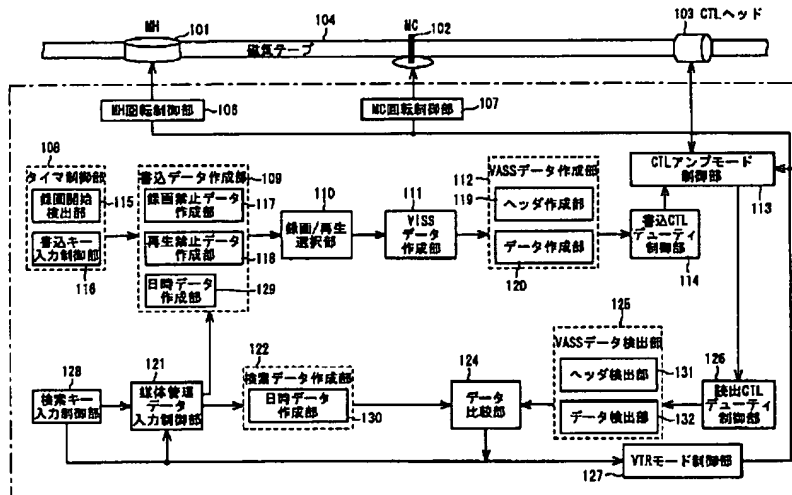 MH
101
104
磁気テープ
MC
102
103 CTLヘッド
MH回転制御部
106
MC回転制御部
107
108
タイマ制御部
録画開始
検出部
115
書込キー
入力制御部
116
書込データ作成部
109
録画禁止データ
作成部
117
再生禁止データ
作成部
118
日時データ
作成部
129
110
録画/再生
選択部
111
VISS
データ
作成部
112
VASSデータ作成部
119
ヘッダ作成部
データ作成部
120
CTLアンプモード
制御部
113
書込CTL
デューティ
制御部
114
128
検索キー
入力制御部
121
媒体管理
データ
入力制御部
122
検索データ作成部
日時データ
作成部
130
124
データ
比較部
125
VASSデータ検出部
ヘッダ検出部
131
データ検出部
132
126
読出CTL
デューティ
制御部
VTRモード制御部
127